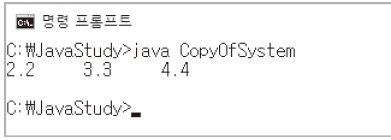 명령 프롬프트
C:₩JavaStudy>java CopyOfSystem
2.2 3.3 4.4
C:₩JavaStudy>_